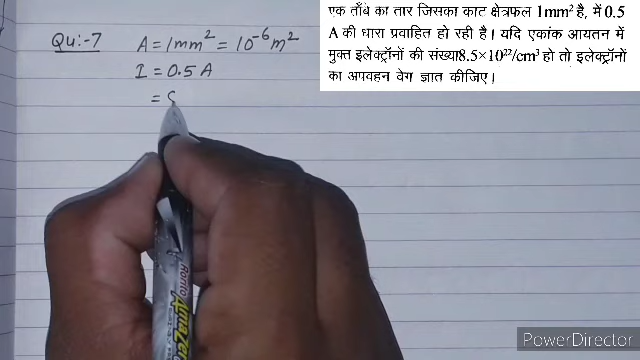 एक ताँबे का तार जिसका काट क्षेत्रफल 1mm² है, में 0.5
A की धारा प्रवाहित हो रही है। यदि एकांक आयतन में
मुक्त इलेक्ट्रॉनों की संख्या8.5×10²²/cm³ हो तो इलेक्ट्रॉनों
का अपवहन वेग ज्ञात कीजिए।
Qu:-7 A = 1mm² = 10⁻⁶ m²
I = 0.5 A
=
AmaZe
PowerDirector